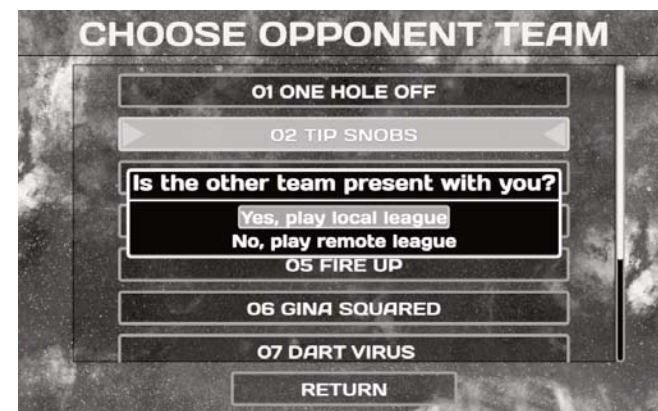 CHOOSE OPPONENT TEAM
01 ONE HOLE OFF
02 TIP SNOBS
Is the other team present with you?
Yes, play local league
No, play remote league
05 FIRE UP
06 GINA SQUARED
07 DART VIRUS
RETURN